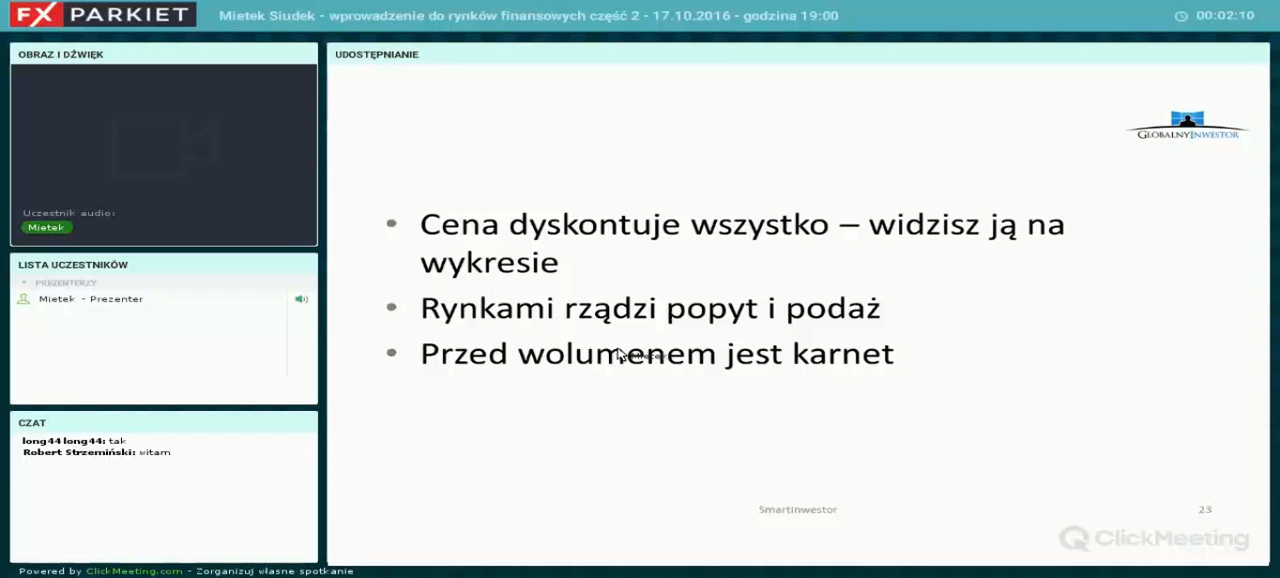 FX PARKIET
Mietek Siudek - wprowadzenie do rynków finansowych część 2 - 17.10.2016 - godzina 19:00
00:02:10
OBRAZ I DŹWIĘK
Uczestnik audio:
Mietek
LISTA UCZESTNIKÓW
PREZENTERZY
Mietek - Prezenter
CZAT
long44 long44: tak
Robert Strzemiński: witam
UDOSTĘPNIANIE
GLOBALNYINWESTOR
• Cena dyskontuje wszystko – widzisz ją na
wykresie
• Rynkami rządzi popyt i podaż
• Przed wolumenem jest karnet
SmartInwestor
23
ClickMeeting
Powered by ClickMeeting.com - Zorganizuj własne spotkanie